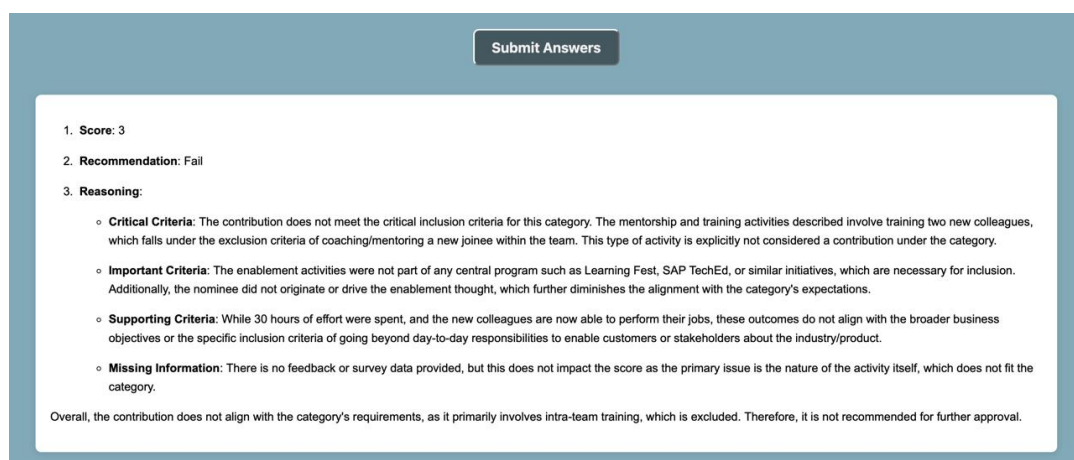 Submit Answers
1. Score: 3
2. Recommendation: Fail
3. Reasoning:
Critical Criteria: The contribution does not meet the critical inclusion criteria for this category. The mentorship and training activities described involve training two new colleagues,
which falls under the exclusion criteria of coaching/mentoring a new joinee within the team. This type of activity is explicitly not considered a contribution under the category.
Important Criteria: The enablement activities were not part of any central program such as Learning Fest, SAP TechEd, or similar initiatives, which are necessary for inclusion.
Additionally, the nominee did not originate or drive the enablement thought, which further diminishes the alignment with the category's expectations.
Supporting Criteria: While 30 hours of effort were spent, and the new colleagues are now able to perform their jobs, these outcomes do not align with the broader business
objectives or the specific inclusion criteria of going beyond day-to-day responsibilities to enable customers or stakeholders about the industry/product.
Missing Information: There is no feedback or survey data provided, but this does not impact the score as the primary issue is the nature of the activity itself, which does not fit the
category.
Overall, the contribution does not align with the category's requirements, as it primarily involves intra-team training, which is excluded. Therefore, it is not recommended for further approval.